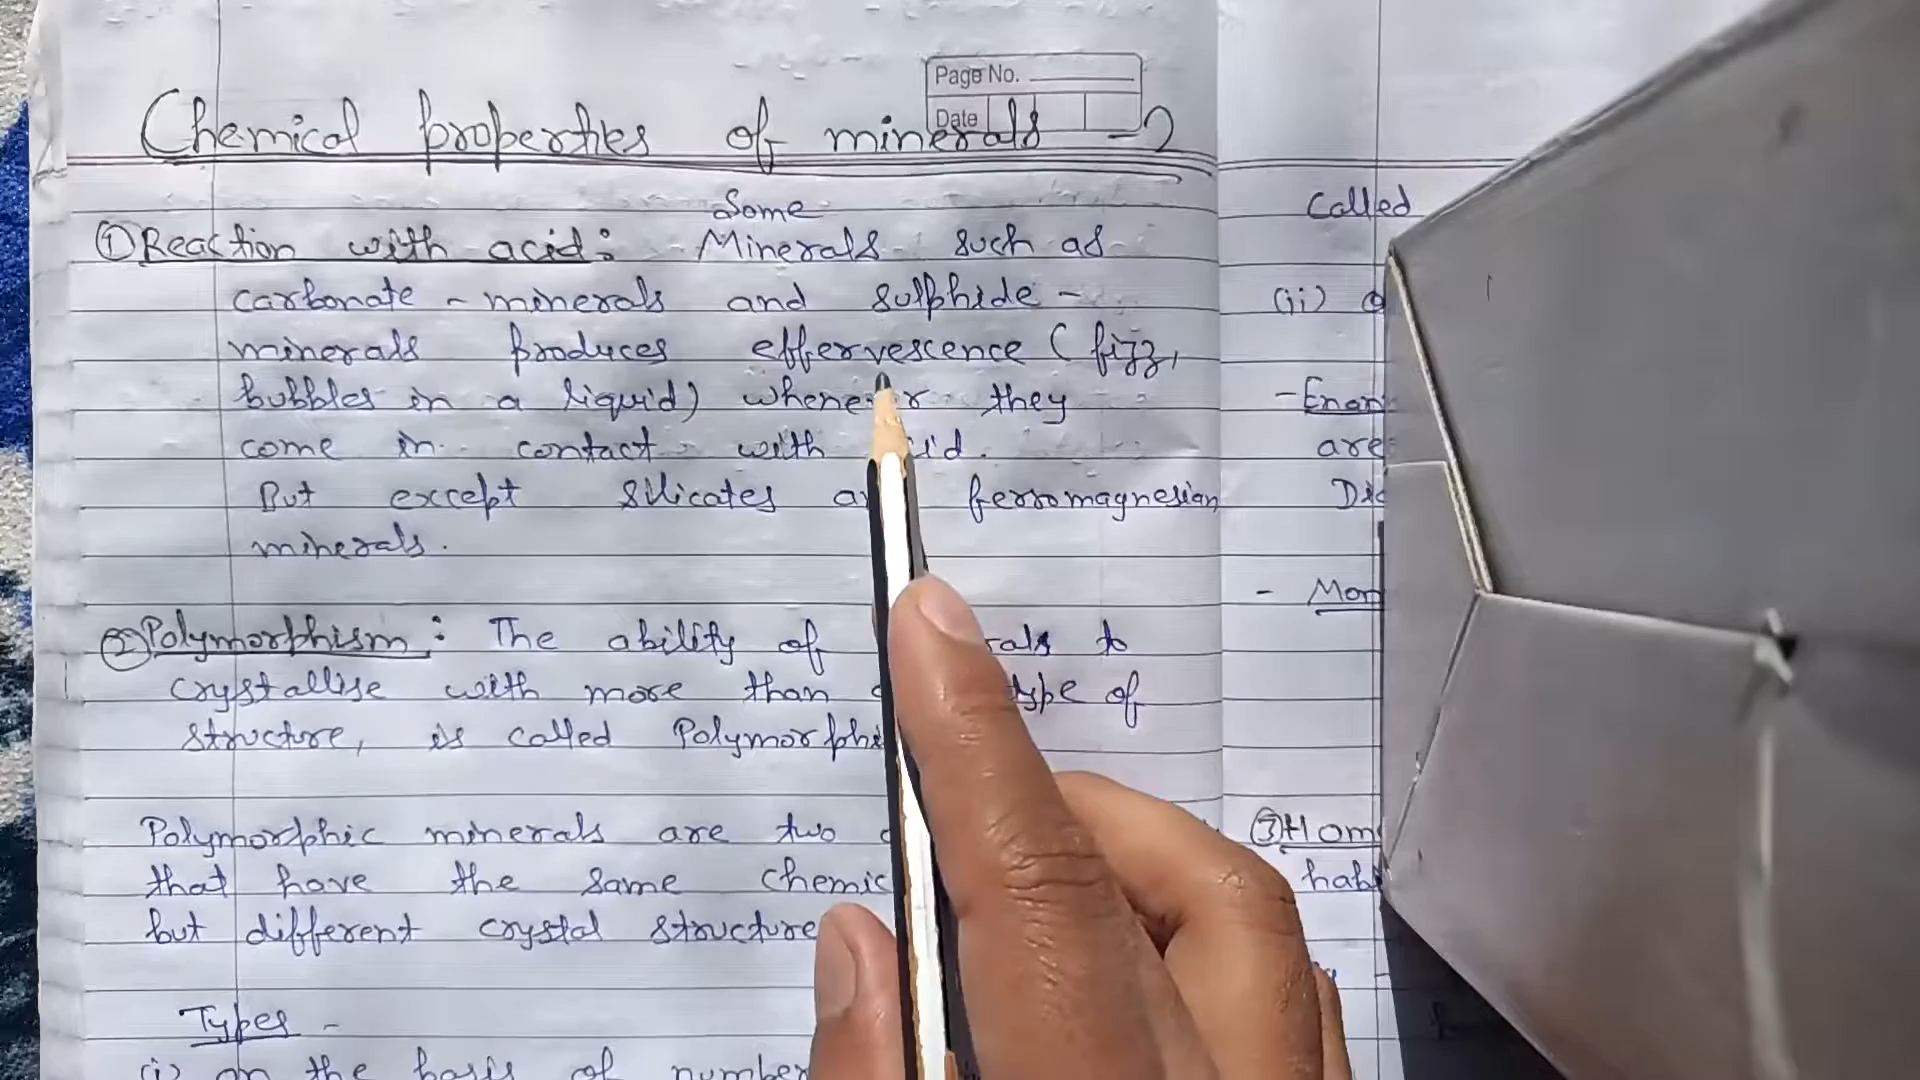 Page No.
Date
Chemical properties of minerals -2
Some
① Reaction with acid: Minerals such as
carbonate - minerals and sulphide -
minerals produces effervescence ( fizz,
bubbles in a liquid) whene r they
come in contact with id.
But except silicates a ferromagnesian
minerals.
② Polymorphism: The ability of rals to
crystallise with more than type of
structure, is called Polymorphi
Polymorphic minerals are two
that have the same chemic
but different crystal structure
Types -
(i) on the basis of number
Called
(ii)
- Enan
are
- Mon
③ Hom
hab